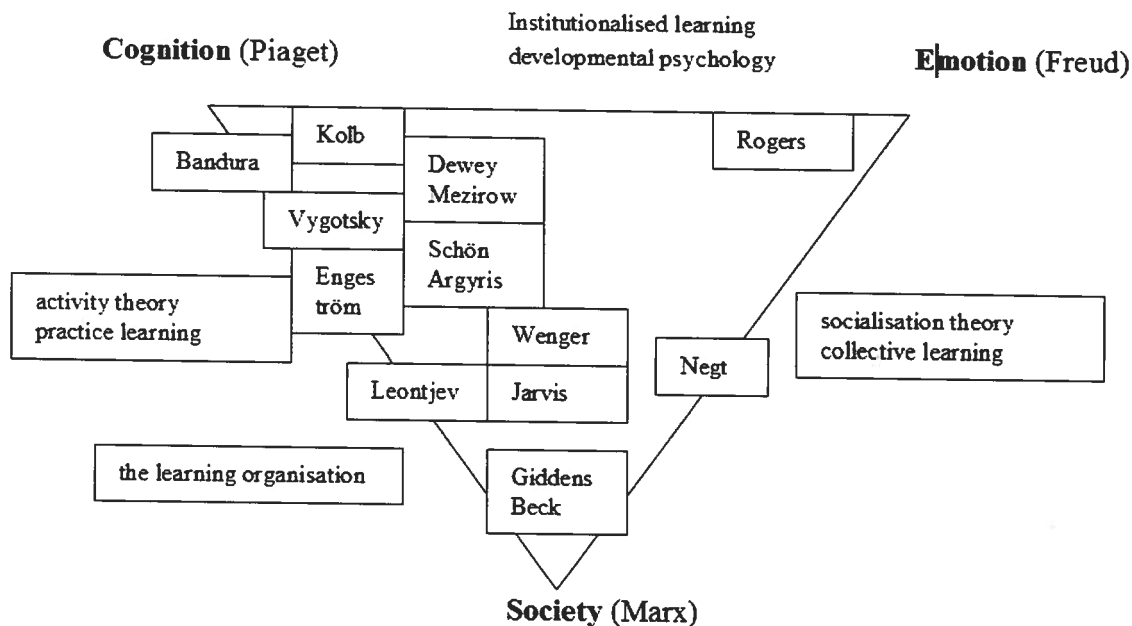 Institutionalised learning
developmental psychology
Cognition (Piaget)
Emotion (Freud)
Kolb
Rogers
Bandura
Dewey
Mezirow
Vygotsky
Schön
Argyris
Enges
tröm
activity theory
practice learning
socialisation theory
collective learning
Wenger
Negt
Leontjev
Jarvis
the learning organisation
Giddens
Beck
Society (Marx)